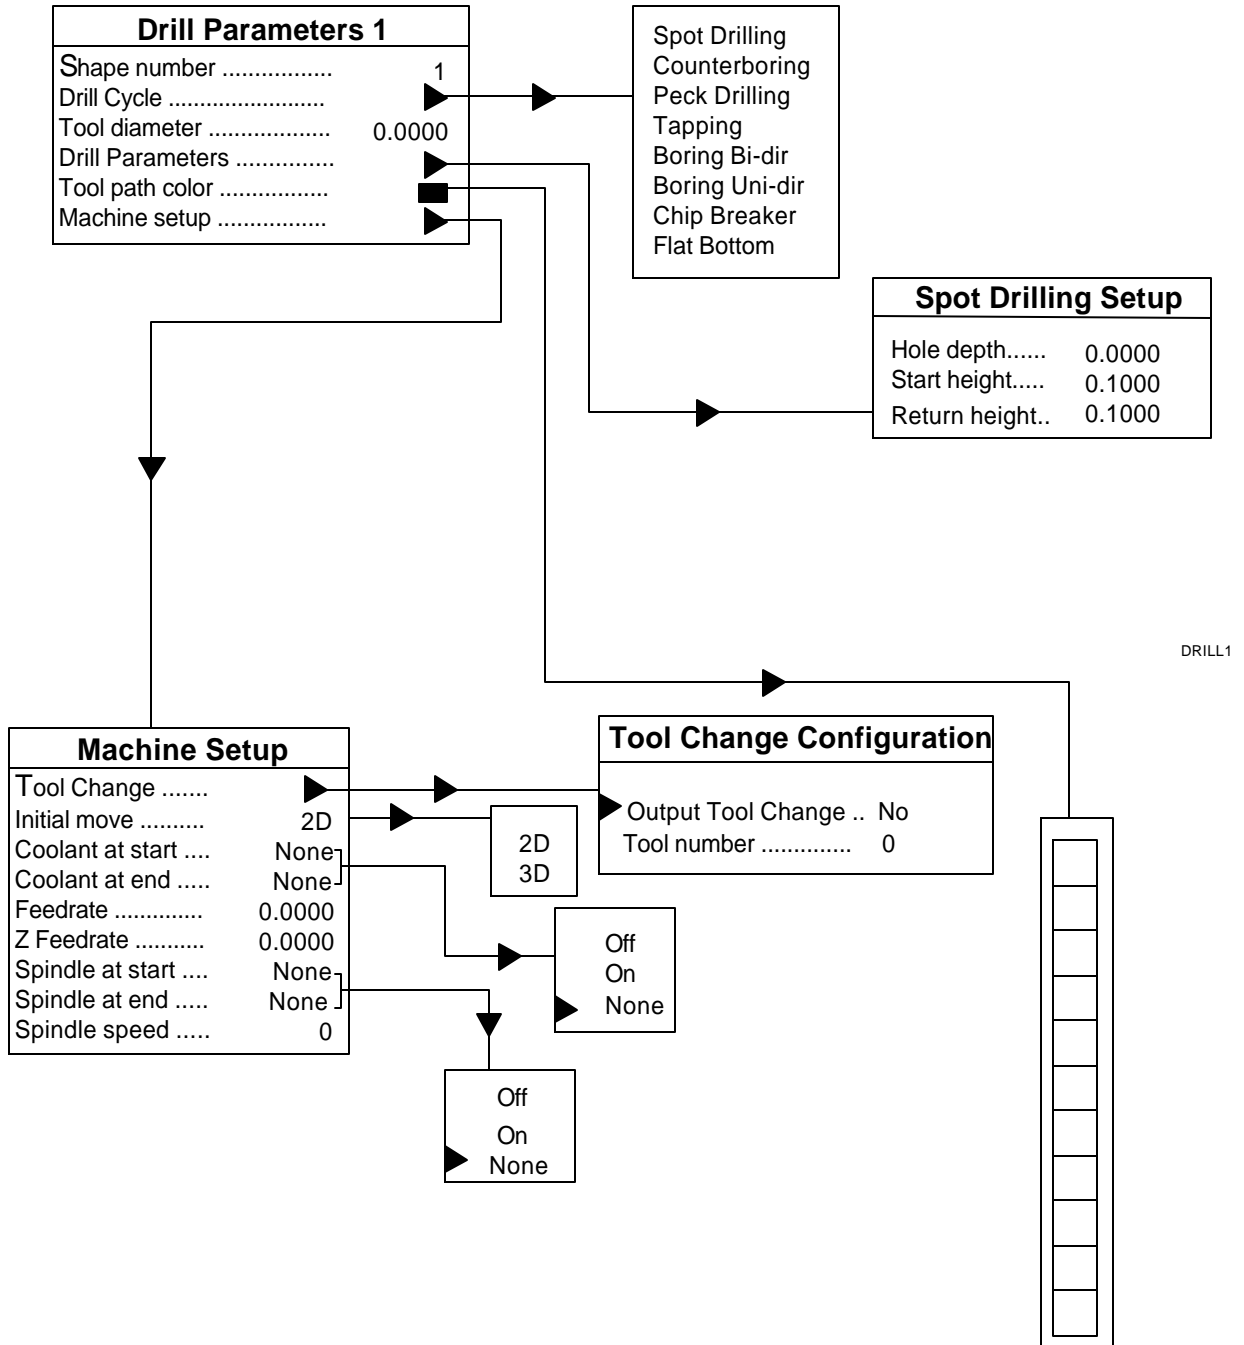 Drill Parameters 1
Shape number ................. 1
Drill Cycle ........................
Tool diameter ................... 0.0000
Drill Parameters ...............
Tool path color .................
Machine setup .................
Spot Drilling
Counterboring
Peck Drilling
Tapping
Boring Bi-dir
Boring Uni-dir
Chip Breaker
Flat Bottom
Spot Drilling Setup
Hole depth...... 0.0000
Start height..... 0.1000
Return height.. 0.1000
DRILL1
Machine Setup
Tool Change .......
Initial move .......... 2D
Coolant at start .... None
Coolant at end ..... None
Feedrate .............. 0.0000
Z Feedrate ........... 0.0000
Spindle at start .... None
Spindle at end ..... None
Spindle speed ..... 0
Tool Change Configuration
Output Tool Change .. No
Tool number .............. 0
2D
3D
Off
On
None
Off
On
None